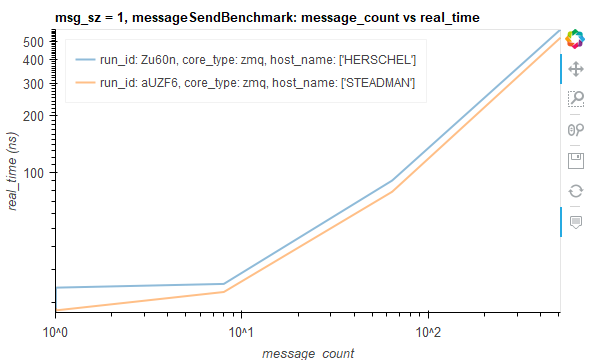 msg_sz = 1, messageSendBenchmark: message_count vs real_time
run_id: Zu60n, core_type: zmq, host_name: ['HERSCHEL']
run_id: aUZF6, core_type: zmq, host_name: ['STEADMAN']
500
400
300
200
100
real_time (ns)
10^0
10^1
10^2
message_count